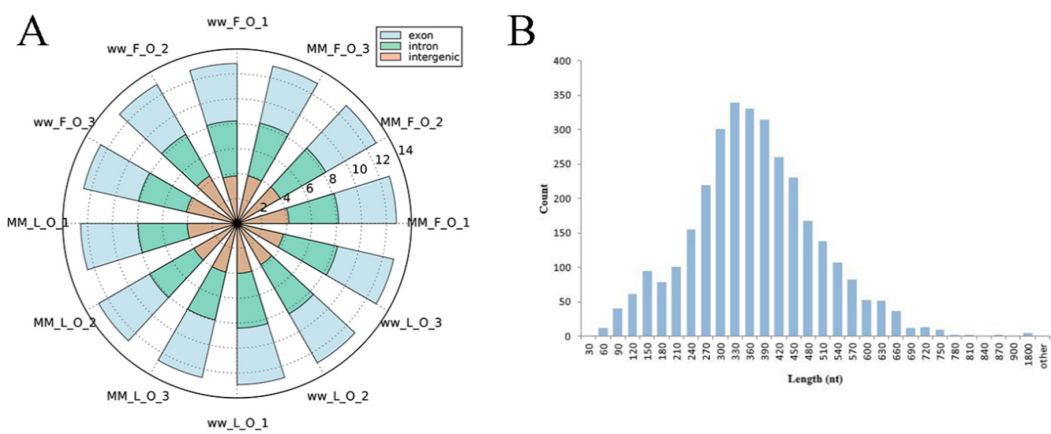 A
ww_F_O_1
ww_F_O_2
MM_F_O_3
exon
intron
intergenic
ww_F_O_3
MM_F_O_2
14
12
10
8
6
4
2
MM_L_O_1
MM_F_O_1
MM_L_O_2
ww_L_O_3
MM_L_O_3
ww_L_O_2
ww_L_O_1
B
400
350
300
250
200
150
100
50
0
Count
30 60 90 120 150 180 210 240 270 300 330 360 390 420 450 480 510 540 570 600 630 660 690 720 750 780 810 840 870 900 1800 other
Length (nt)